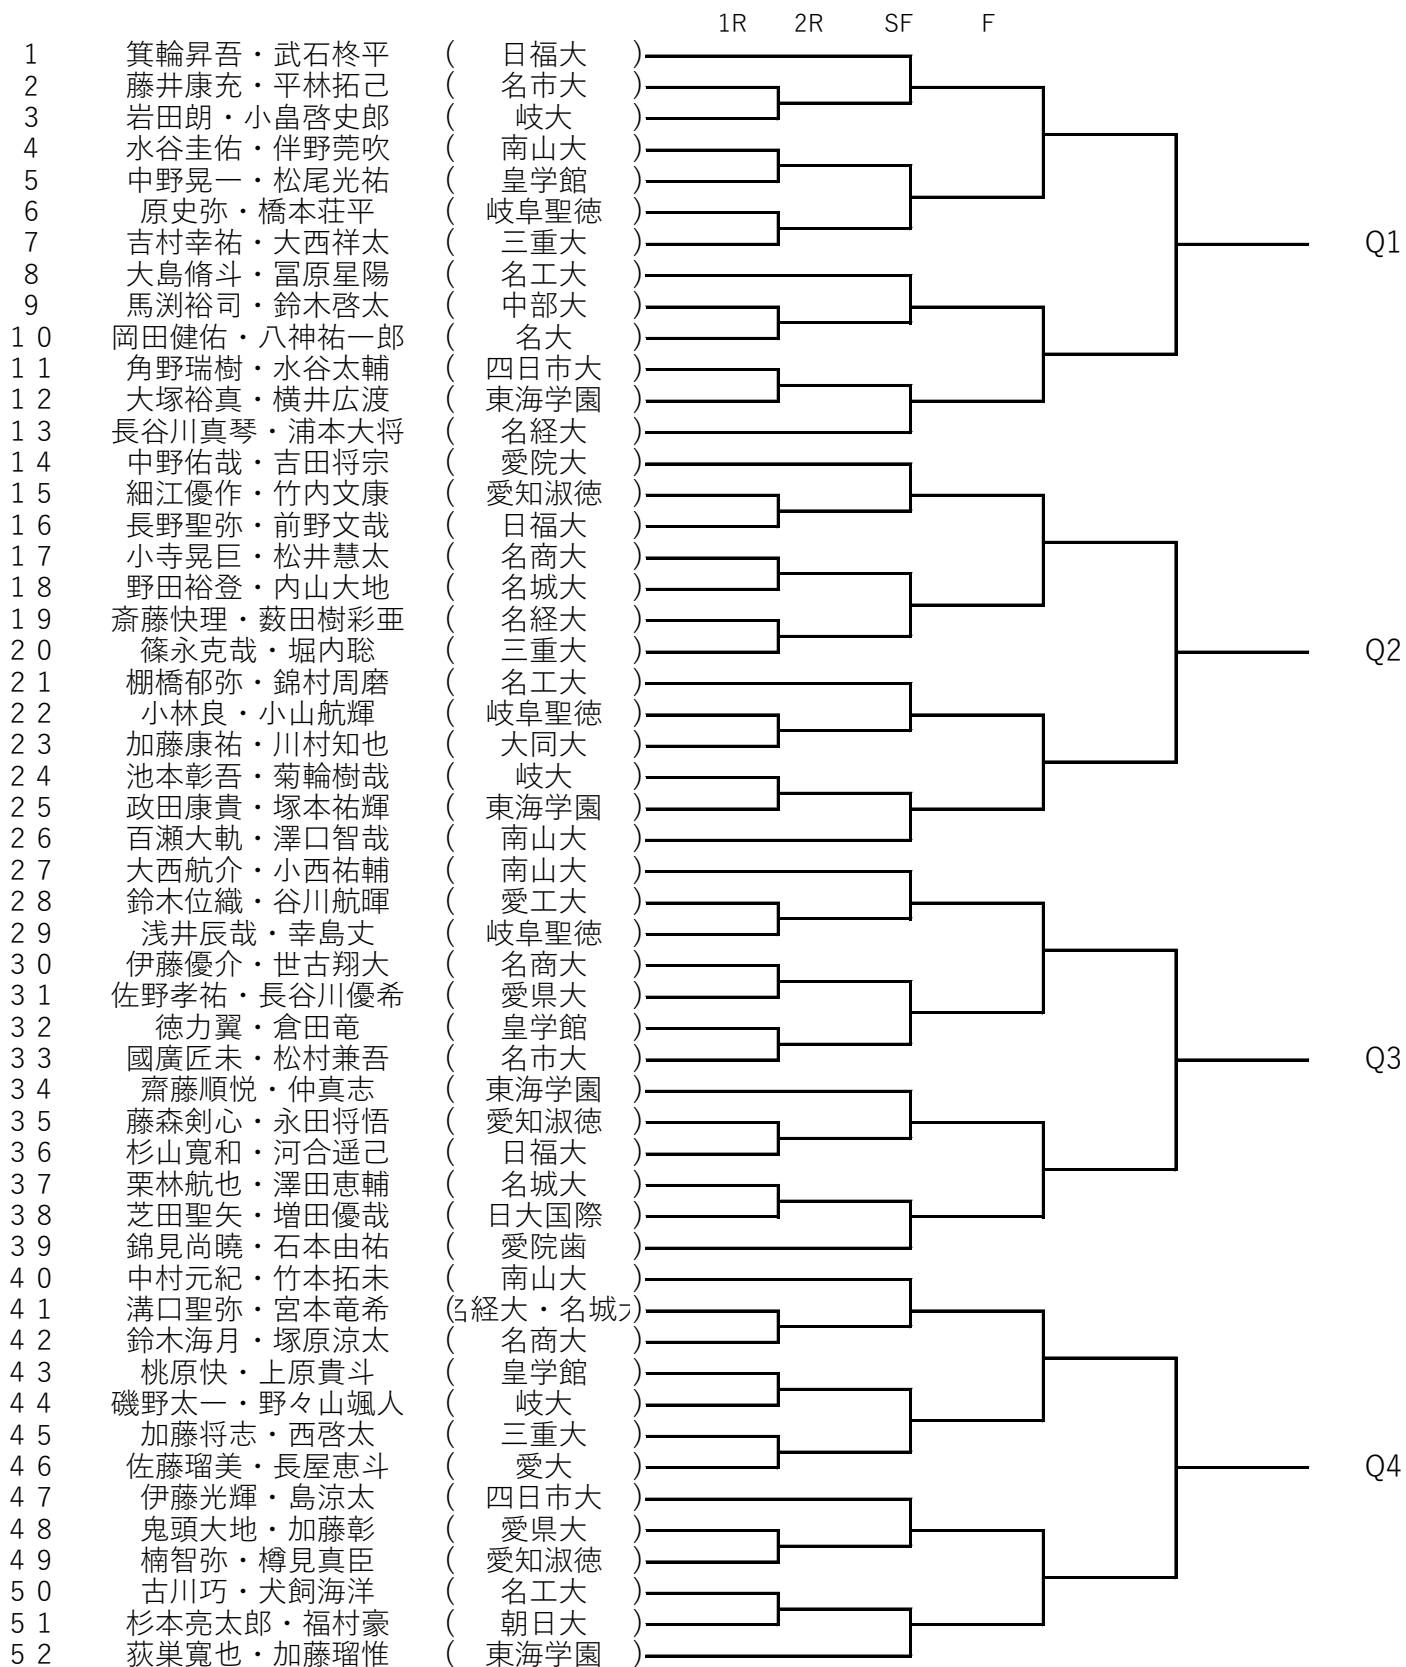 1R 2R SF F
1 箕輪昇吾・武石柊平 ( 日福大 )
2 藤井康充・平林拓己 ( 名市大 )
3 岩田朗・小畠啓史郎 ( 岐大 )
4 水谷圭佑・伴野莞吹 ( 南山大 )
5 中野晃一・松尾光祐 ( 皇学館 )
6 原史弥・橋本荘平 ( 岐阜聖徳 )
7 吉村幸祐・大西祥太 ( 三重大 ) Q1
8 大島脩斗・冨原星陽 ( 名工大 )
9 馬渕裕司・鈴木啓太 ( 中部大 )
10 岡田健佑・八神祐一郎 ( 名大 )
11 角野瑞樹・水谷太輔 ( 四日市大 )
12 大塚裕真・横井広渡 ( 東海学園 )
13 長谷川真琴・浦本大将 ( 名経大 )
14 中野佑哉・吉田将宗 ( 愛院大 )
15 細江優作・竹内文康 ( 愛知淑徳 )
16 長野聖弥・前野文哉 ( 日福大 )
17 小寺晃巨・松井慧太 ( 名商大 )
18 野田裕登・内山大地 ( 名城大 )
19 斎藤快理・薮田樹彩亜 ( 名経大 )
20 篠永克哉・堀内聡 ( 三重大 ) Q2
21 棚橋郁弥・錦村周磨 ( 名工大 )
22 小林良・小山航輝 ( 岐阜聖徳 )
23 加藤康祐・川村知也 ( 大同大 )
24 池本彰吾・菊輪樹哉 ( 岐大 )
25 政田康貴・塚本祐輝 ( 東海学園 )
26 百瀬大軌・澤口智哉 ( 南山大 )
27 大西航介・小西祐輔 ( 南山大 )
28 鈴木位織・谷川航暉 ( 愛工大 )
29 浅井辰哉・幸島丈 ( 岐阜聖徳 )
30 伊藤優介・世古翔大 ( 名商大 )
31 佐野孝祐・長谷川優希 ( 愛県大 )
32 徳力翼・倉田竜 ( 皇学館 )
33 國廣匠未・松村兼吾 ( 名市大 ) Q3
34 齋藤順悦・仲真志 ( 東海学園 )
35 藤森剣心・永田将悟 ( 愛知淑徳 )
36 杉山寛和・河合遥己 ( 日福大 )
37 栗林航也・澤田恵輔 ( 名城大 )
38 芝田聖矢・増田優哉 ( 日大国際 )
39 錦見尚曉・石本由祐 ( 愛院歯 )
40 中村元紀・竹本拓未 ( 南山大 )
41 溝口聖弥・宮本竜希 (名経大・名城大)
42 鈴木海月・塚原涼太 ( 名商大 )
43 桃原快・上原貴斗 ( 皇学館 )
44 磯野太一・野々山颯人 ( 岐大 )
45 加藤将志・西啓太 ( 三重大 )
46 佐藤瑠美・長屋恵斗 ( 愛大 ) Q4
47 伊藤光輝・島涼太 ( 四日市大 )
48 鬼頭大地・加藤彰 ( 愛県大 )
49 楠智弥・樽見真臣 ( 愛知淑徳 )
50 古川巧・犬飼海洋 ( 名工大 )
51 杉本亮太郎・福村豪 ( 朝日大 )
52 荻巣寛也・加藤瑠惟 ( 東海学園 )